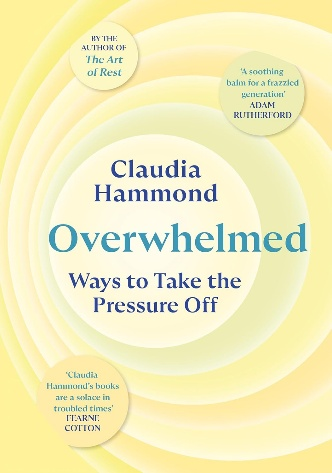 BY THE
AUTHOR OF
The Art
of Rest
'A soothing
balm for a frazzled
generation'
ADAM
RUTHERFORD
Claudia
Hammond
Overwhelmed
Ways to Take the
Pressure Off
'Claudia
Hammond's books
are a solace in
troubled times'
FEARNE
COTTON